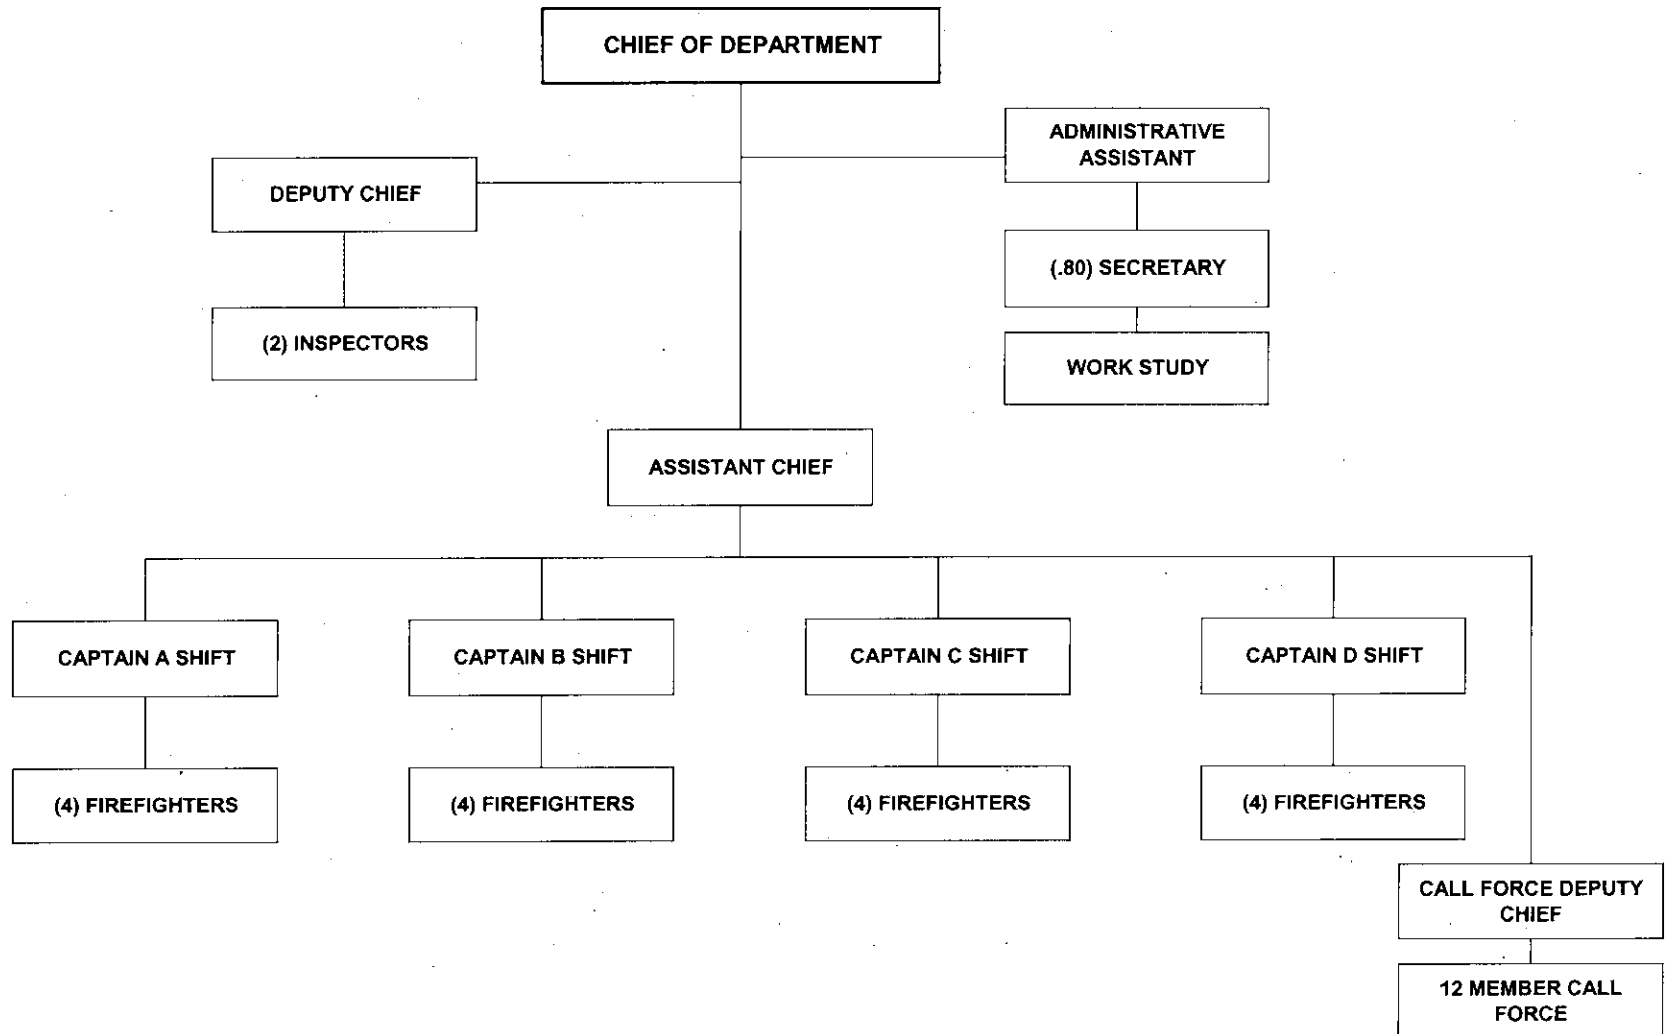 CHIEF OF DEPARTMENT
ADMINISTRATIVE
ASSISTANT
DEPUTY CHIEF
(.80) SECRETARY
(2) INSPECTORS
WORK STUDY
ASSISTANT CHIEF
CAPTAIN A SHIFT
CAPTAIN B SHIFT
CAPTAIN C SHIFT
CAPTAIN D SHIFT
(4) FIREFIGHTERS
(4) FIREFIGHTERS
(4) FIREFIGHTERS
(4) FIREFIGHTERS
CALL FORCE DEPUTY
CHIEF
12 MEMBER CALL
FORCE